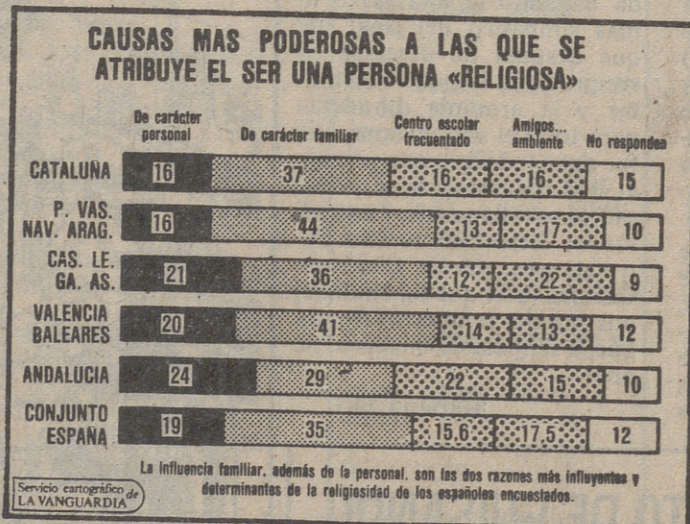 CAUSAS MAS PODEROSAS A LAS QUE SE
ATRIBUYE EL SER UNA PERSONA «RELIGIOSA»
De carácter
personal
De carácter familiar
Centro escolar
frecuentado
Amigos...
ambiente
No responden
CATALUÑA 16 37 16 16 15
P. VAS.
NAV. ARAG. 16 44 13 17 10
CAS. LE.
GA. AS. 21 36 12 22 9
VALENCIA
BALEARES 20 41 14 13 12
ANDALUCIA 24 29 22 15 10
CONJUNTO
ESPAÑA 19 35 15,6 17,5 12
La influencia familiar, además de la personal, son las dos razones más influyentes y
determinantes de la religiosidad de los españoles encuestados.
Servicio cartográfico de
LA VANGUARDIA